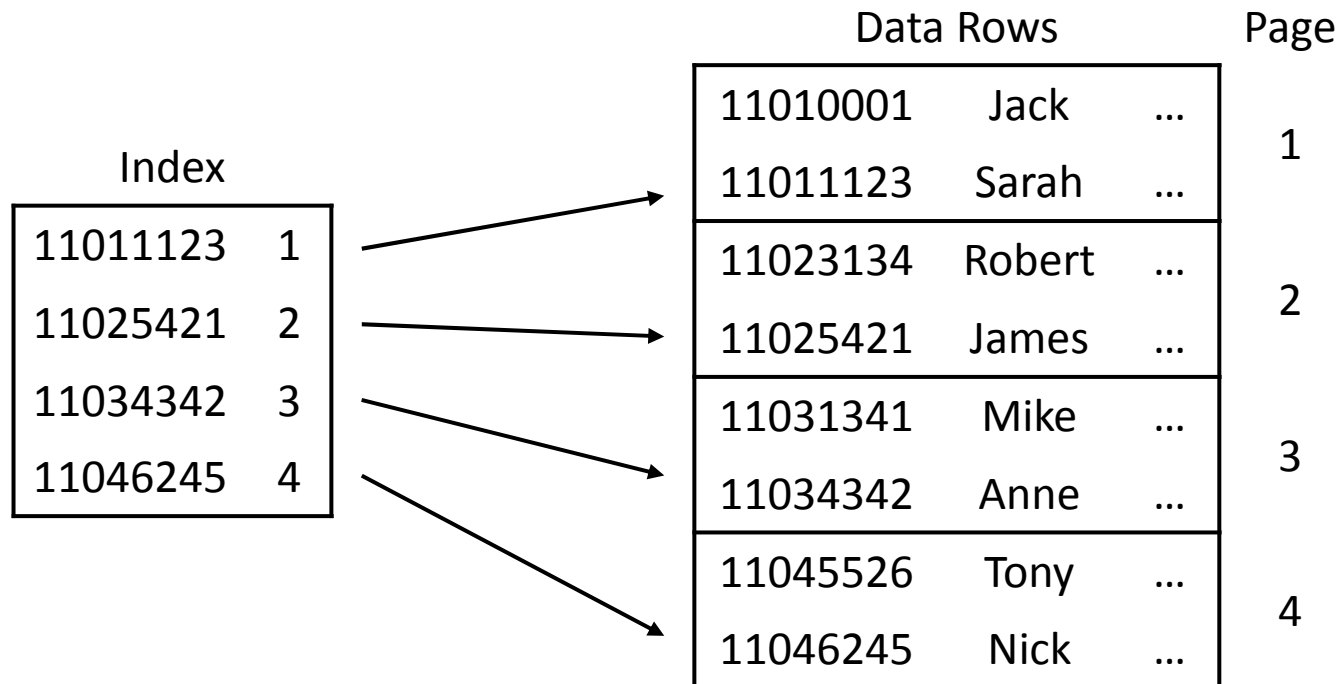 Data Rows Page
11010001 Jack …
1
11011123 Sarah …
Index
11011123 1
11025421 2
11034342 3
11046245 4
11023134 Robert …
2
11025421 James …
11031341 Mike …
3
11034342 Anne …
11045526 Tony …
4
11046245 Nick …